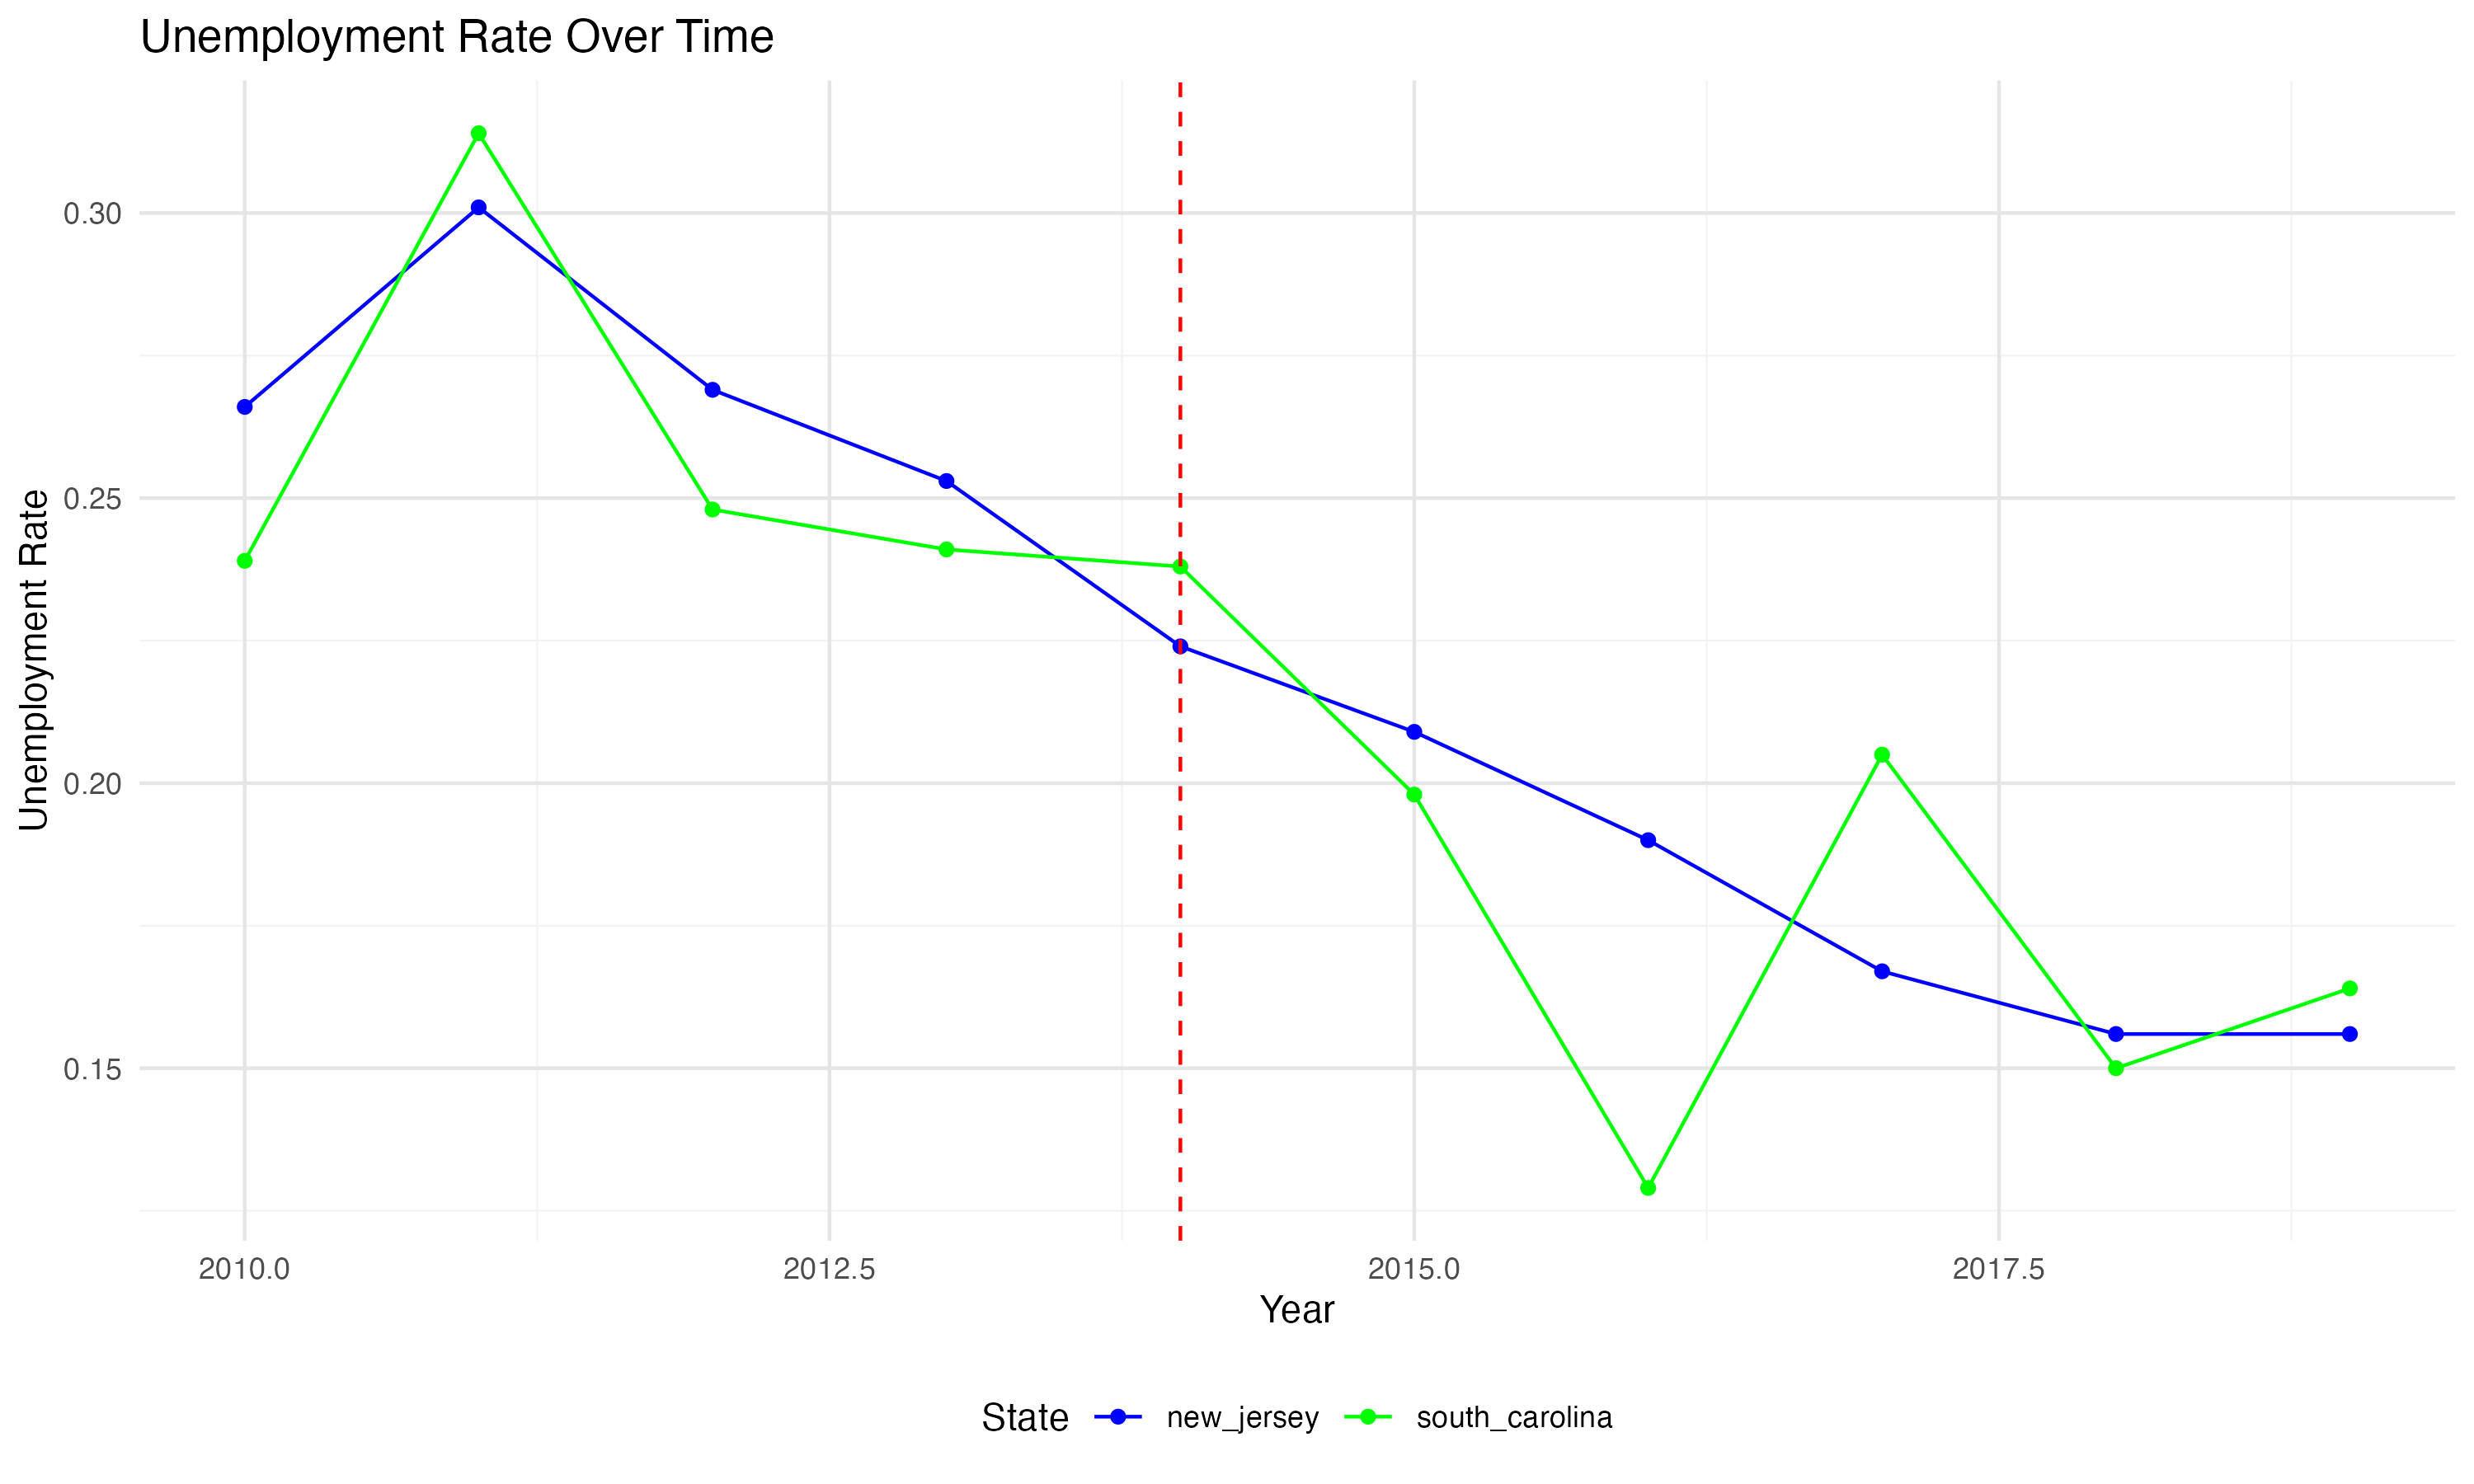 Unemployment Rate Over Time
Unemployment Rate
0.30
0.25
0.20
0.15
2010.0 2012.5 2015.0 2017.5
Year
State new_jersey south_carolina